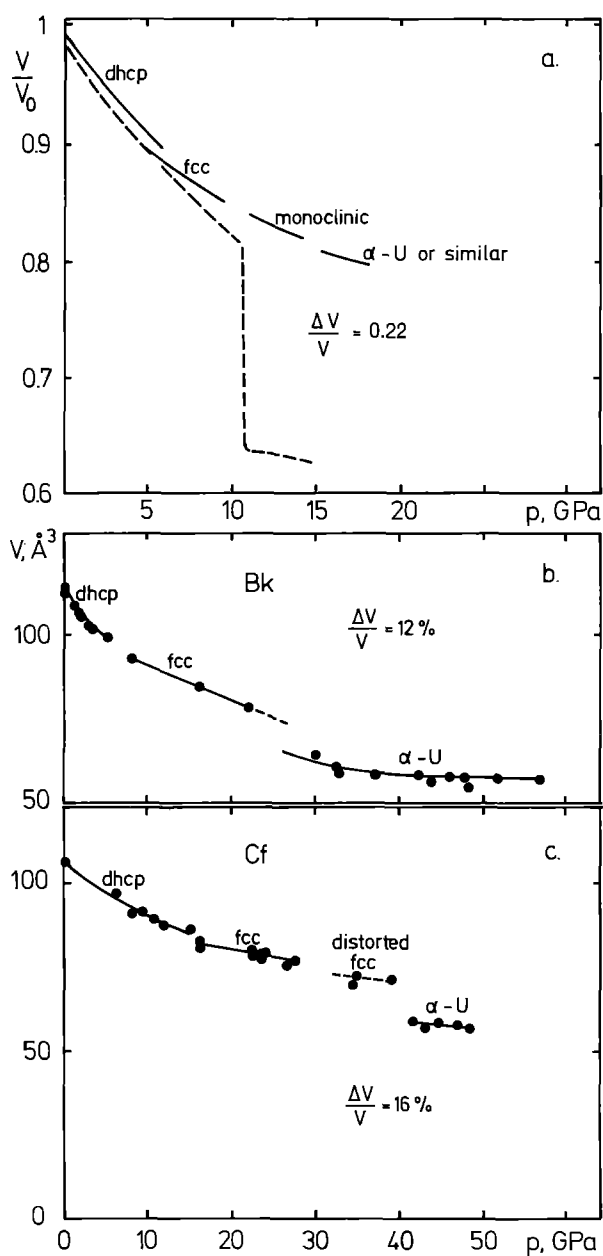 1
V
V₀
a.
dhcp
0.9
fcc
monoclinic
0.8
α-U or similar
ΔV
V
= 0.22
0.7
0.6
5
10
15
20
p, GPa
V, Å³
Bk
b.
dhcp
ΔV
V
= 12 %
100
fcc
α-U
50
Cf
c.
100
dhcp
fcc
distorted
fcc
α-U
50
ΔV
V
= 16 %
0
0
10
20
30
40
50
p, GPa